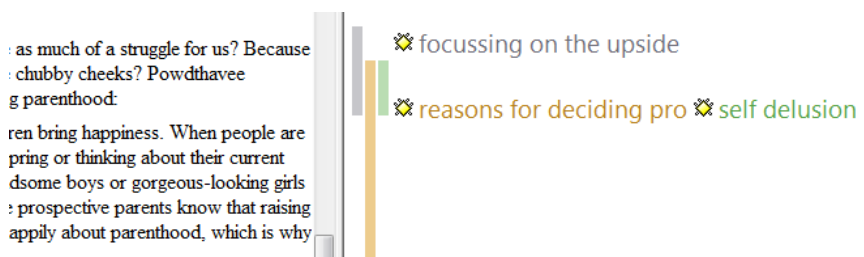 as much of a struggle for us? Because
chubby cheeks? Powdthavee
g parenthood:
ren bring happiness. When people are
pring or thinking about their current
dsome boys or gorgeous-looking girls
prospective parents know that raising
appily about parenthood, which is why
focussing on the upside
reasons for deciding pro
self delusion